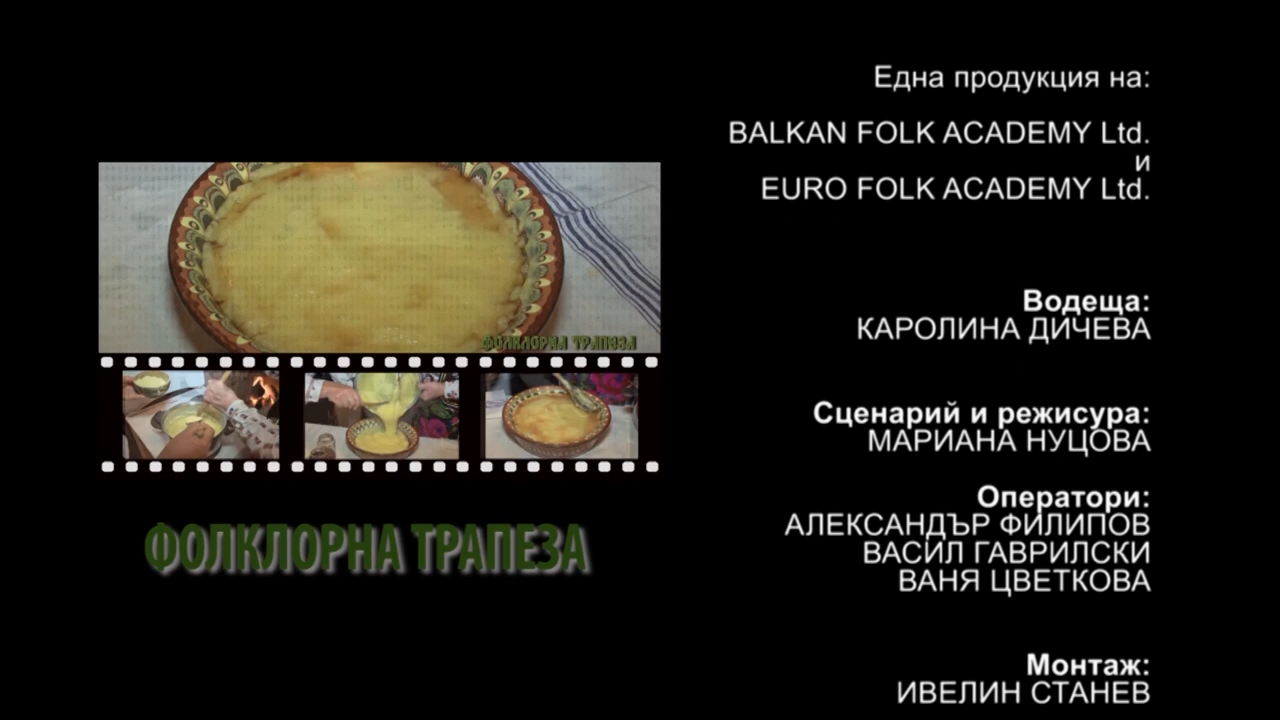 Една продукция на:
BALKAN FOLK ACADEMY Ltd.
и
EURO FOLK ACADEMY Ltd.
Водеща:
КАРОЛИНА ДИЧЕВА
Сценарий и режисура:
МАРИАНА НУЦОВА
Оператори:
АЛЕКСАНДЪР ФИЛИПОВ
ВАСИЛ ГАВРИЛСКИ
ВАНЯ ЦВЕТКОВА
Монтаж:
ИВЕЛИН СТАНЕВ
ФОЛКЛОРНА ТРАПЕЗА
ФОЛКЛОРНА ТРАПЕЗА